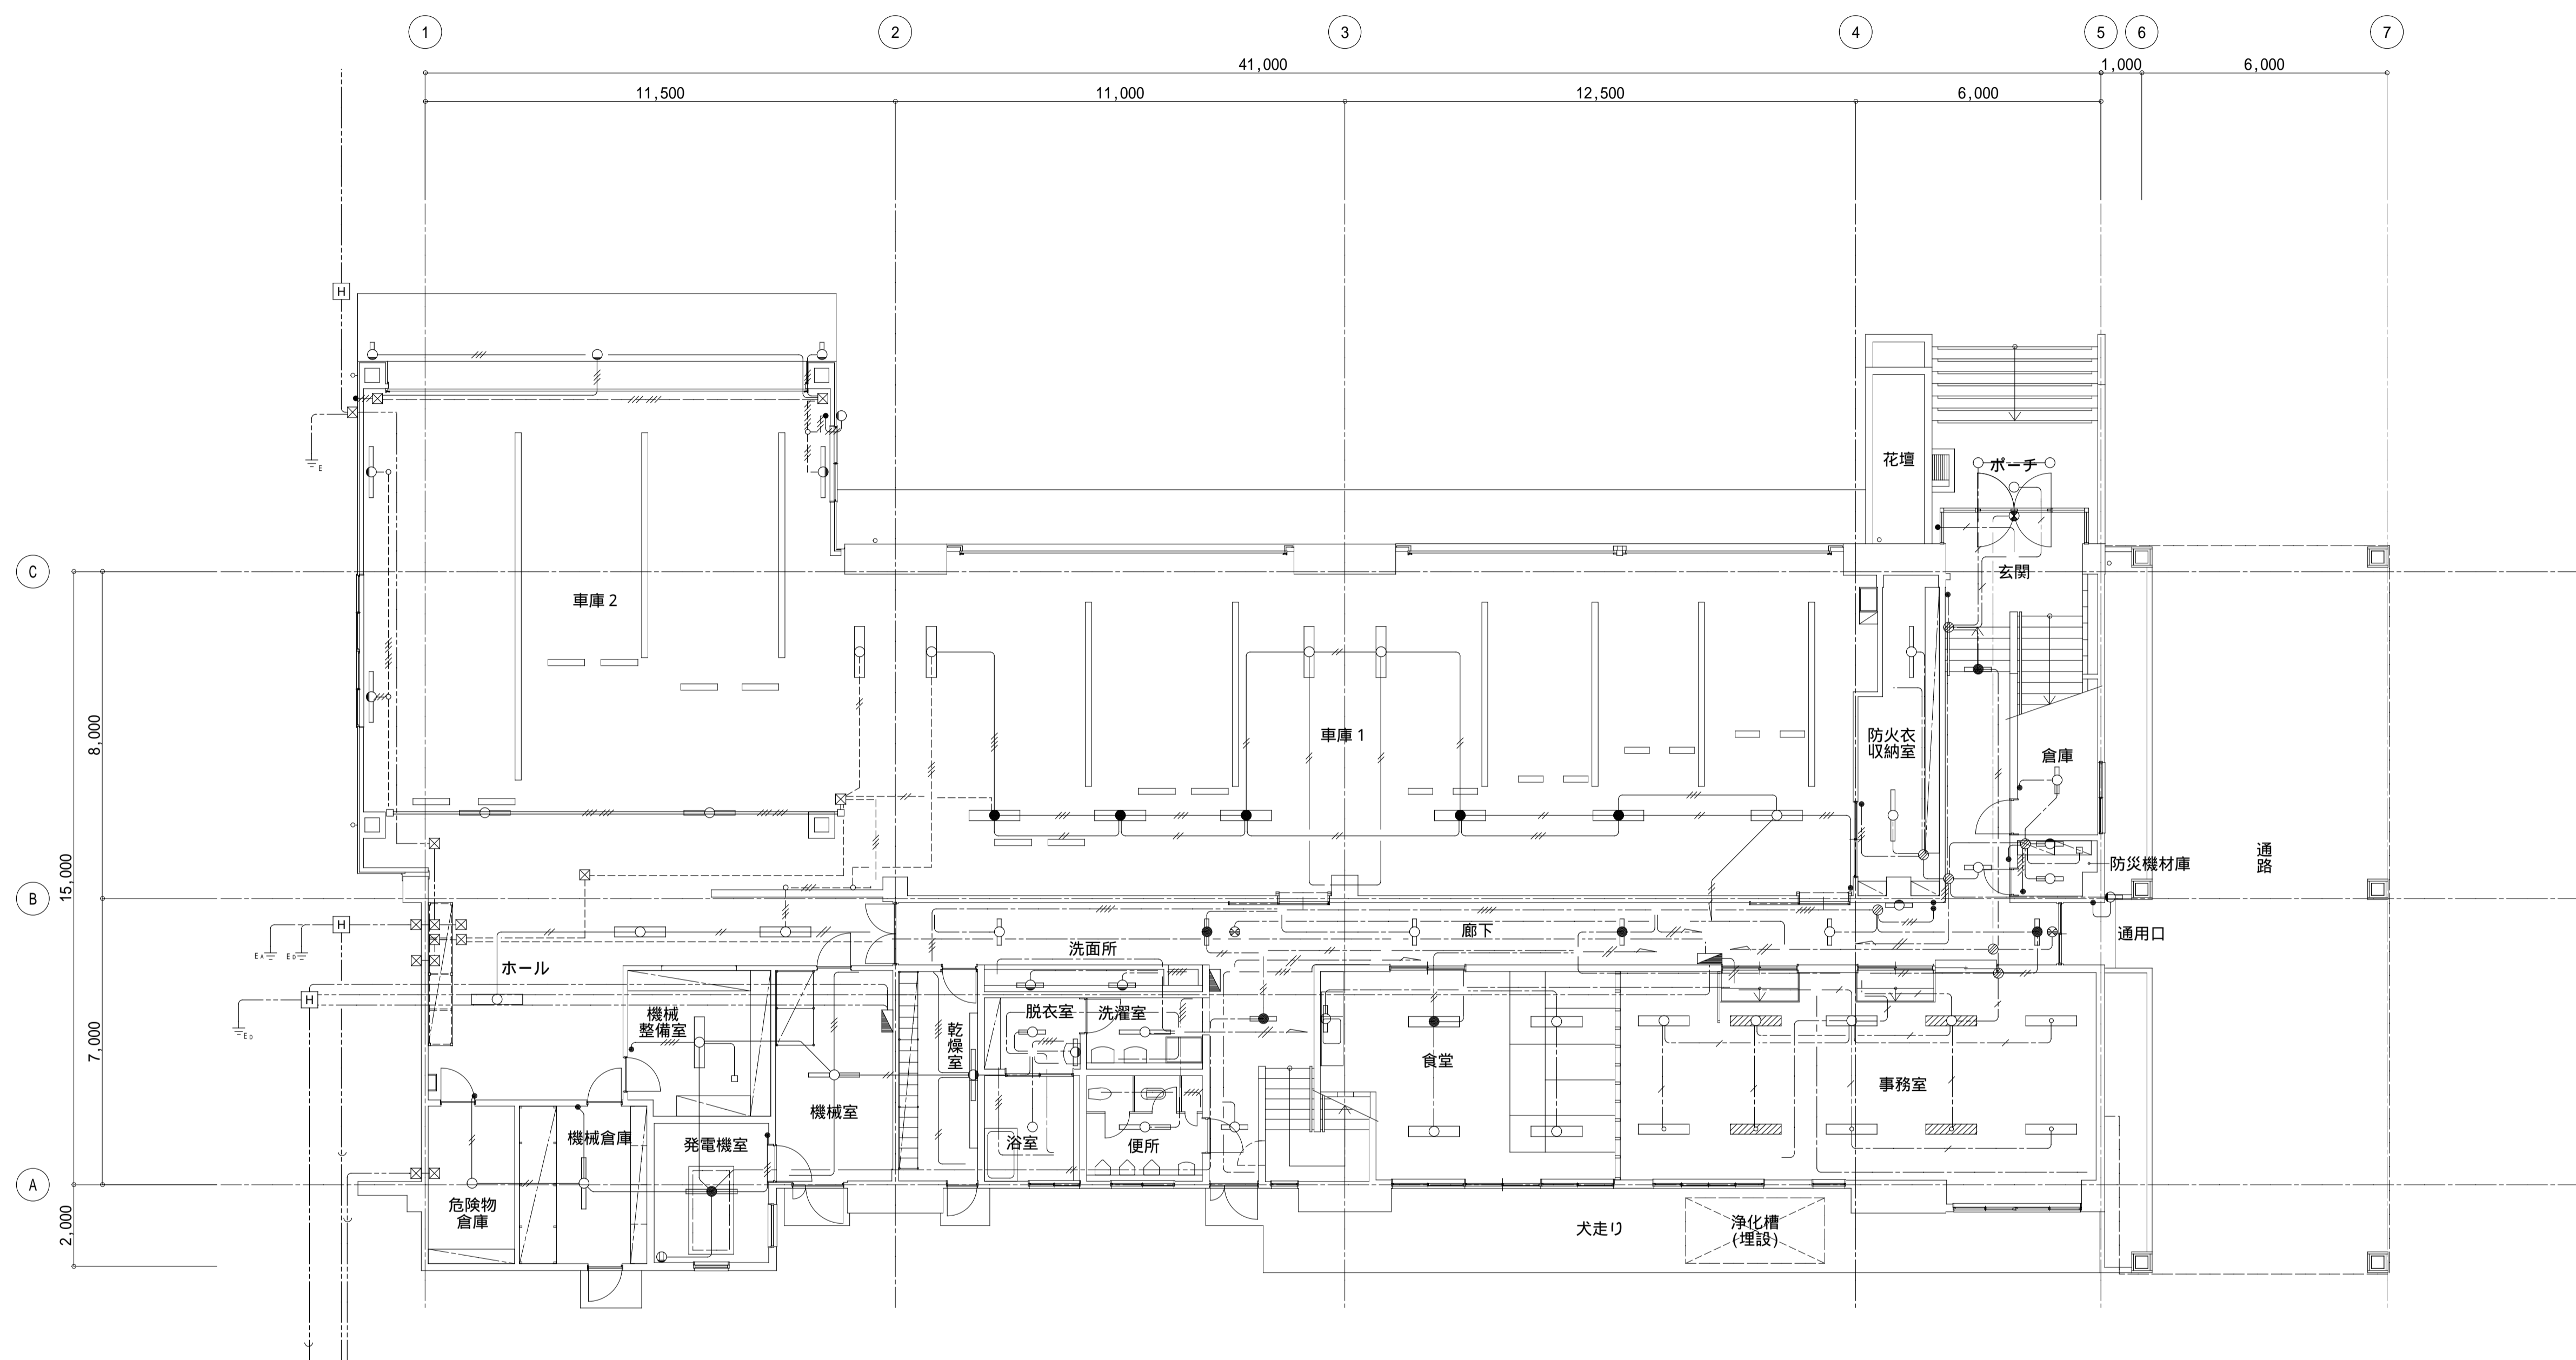 1
2
3
4
5
6
7
41,000
1,000
6,000
11,500
11,000
12,500
6,000
H
E
花壇
ポーチ
C
玄関
車庫２
8,000
車庫１
防火衣
収納室
倉庫
防災機材庫
通路
15,000
B
H
EA
ED
廊下
通用口
洗面所
ホール
H
ED
7,000
機械
整備室
乾燥室
脱衣室
洗濯室
食堂
事務室
機械室
機械倉庫
発電機室
浴室
便所
A
危険物
倉庫
2,000
犬走り
浄化槽
(埋設)